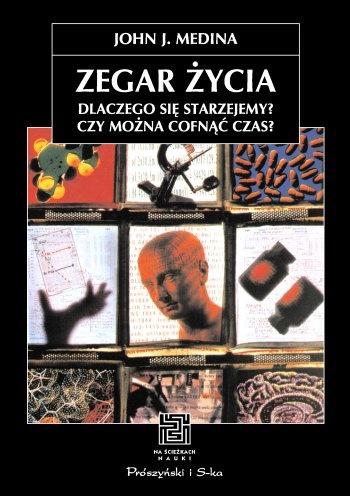 JOHN J. MEDINA
ZEGAR ŻYCIA
DLACZEGO SIĘ STARZEJEMY?
CZY MOŻNA COFNĄĆ CZAS?
NA ŚCIEŻKACH
NAUKI
Prószyński i S-ka